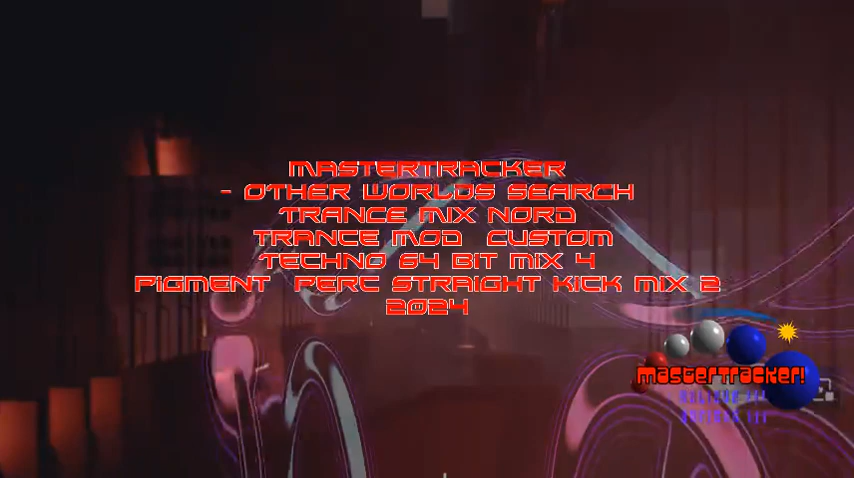 MASTERTRACKER
- OTHER WORLDS SEARCH
TRANCE MIX NORD
TRANCE MOD CUSTOM
TECHNO 64 BIT MIX 4
PIGMENT PERC STRAIGHT KICK MIX 2
2024
mastertracker!